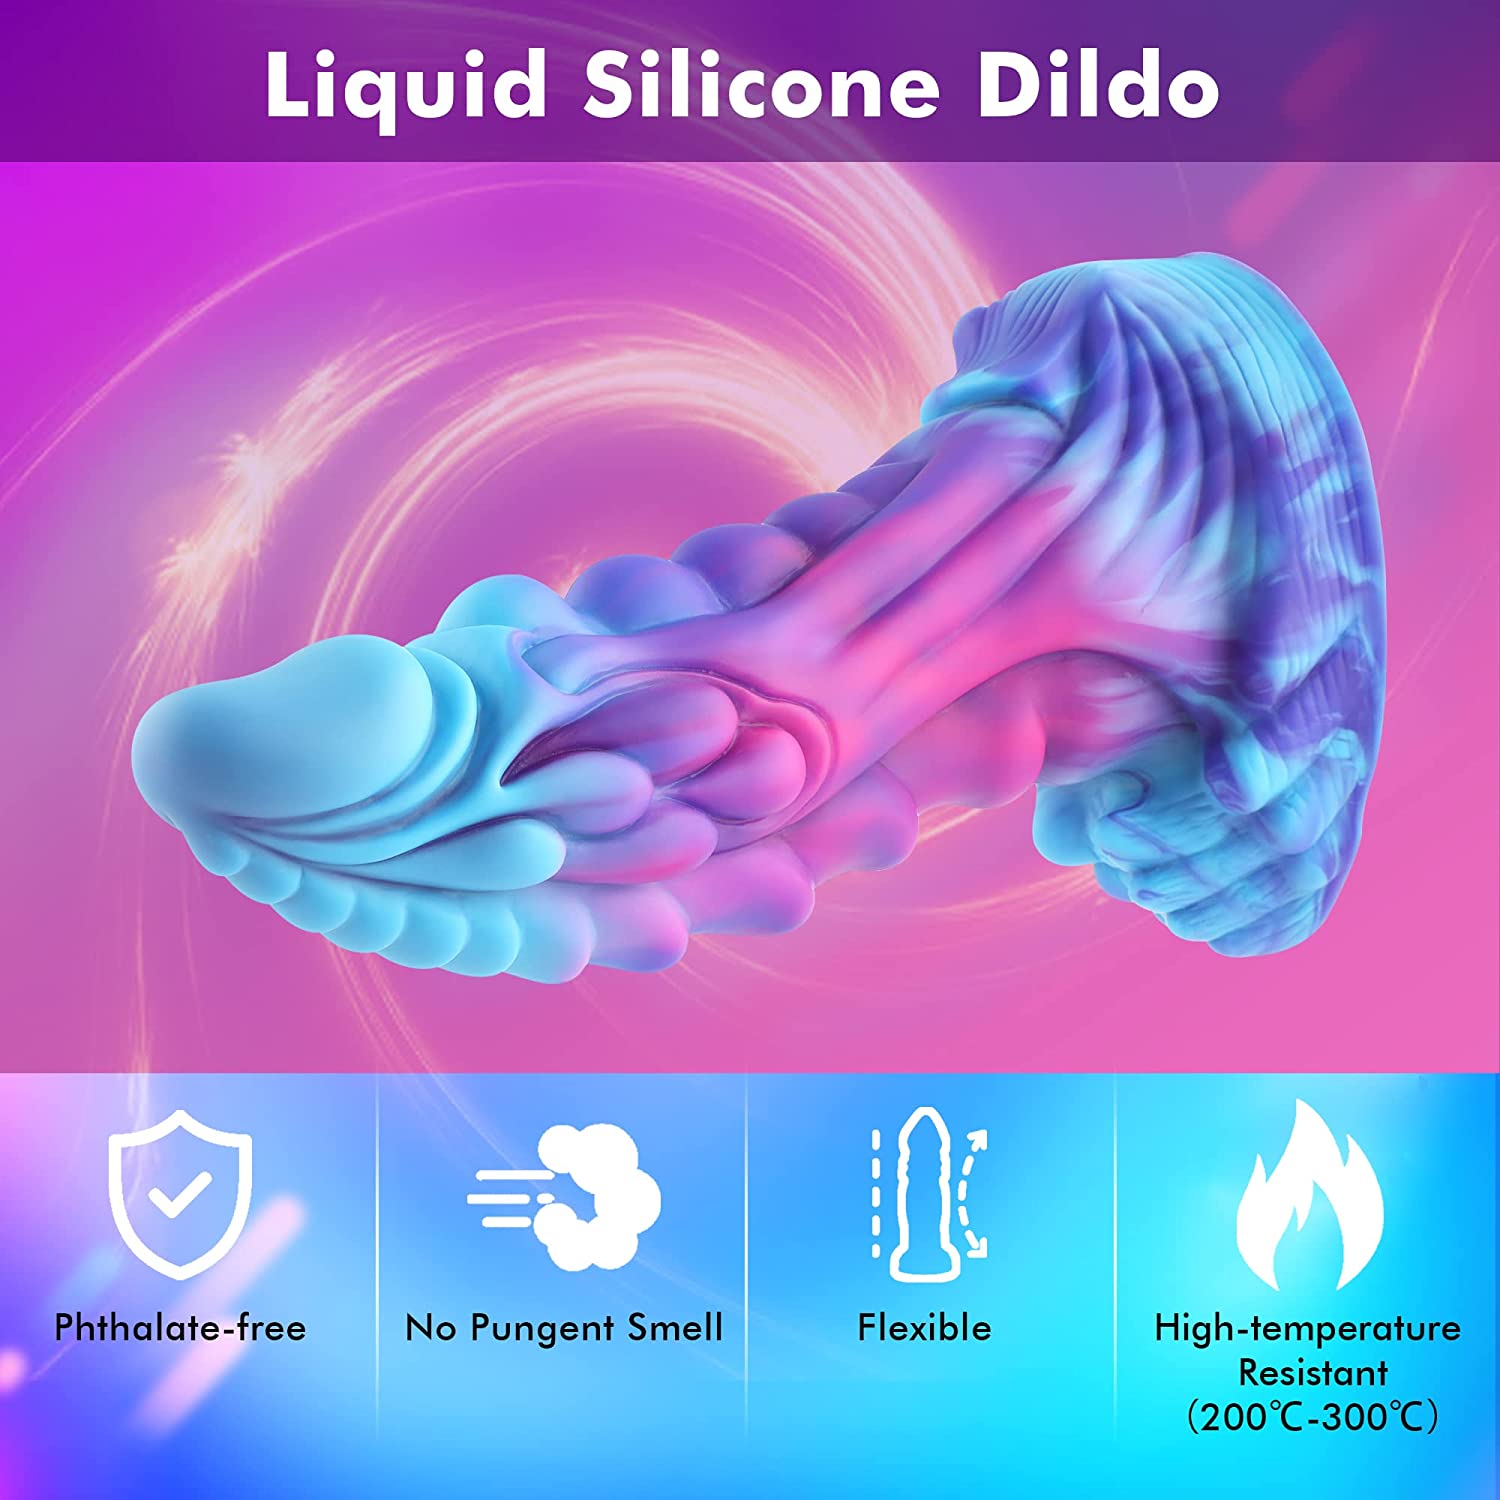 Liquid Silicone Dildo
Phthalate-free
No Pungent Smell
Flexible
High-temperature
Resistant
(200℃-300℃)